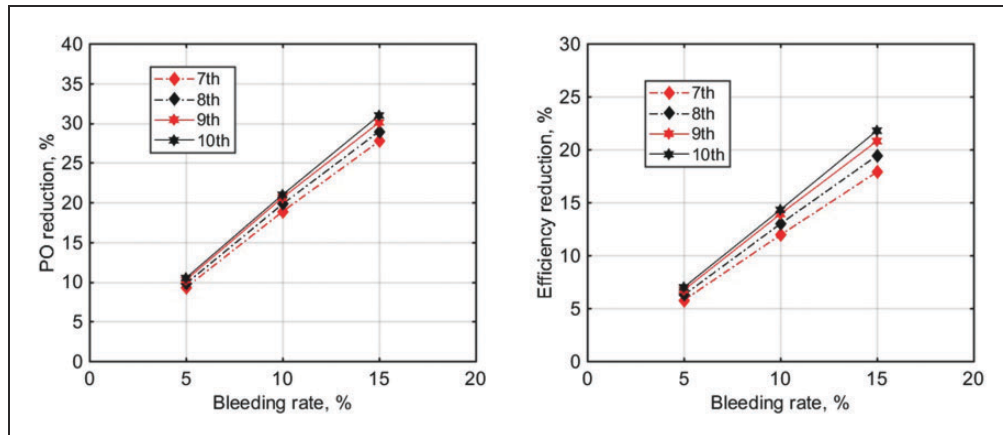 40
35
30
25
20
15
10
5
0
PO reduction, %
7th
8th
9th
10th
0 5 10 15 20
Bleeding rate, %
30
25
20
15
10
5
0
Efficiency reduction, %
7th
8th
9th
10th
0 5 10 15 20
Bleeding rate, %